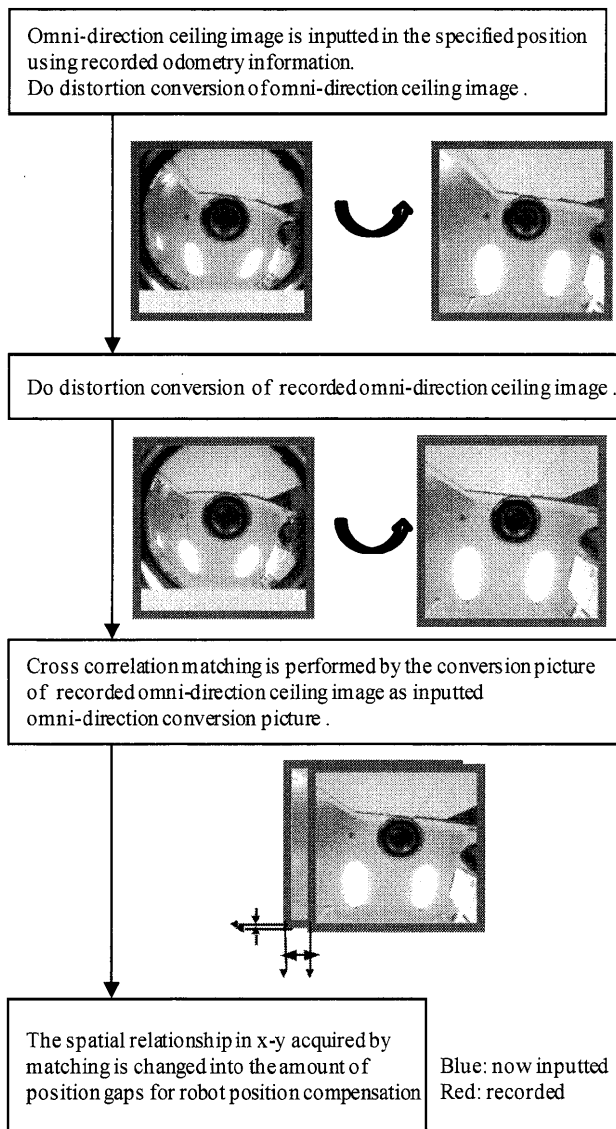 Omni-direction ceiling image is inputted in the specified position
using recorded odometry information.
Do distortion conversion of omni-direction ceiling image .
Do distortion conversion of recorded omni-direction ceiling image .
Cross correlation matching is performed by the conversion picture
of recorded omni-direction ceiling image as inputted
omni-direction conversion picture .
The spatial relationship in x-y acquired by
matching is changed into the amount of
position gaps for robot position compensation
Blue: now inputted
Red: recorded